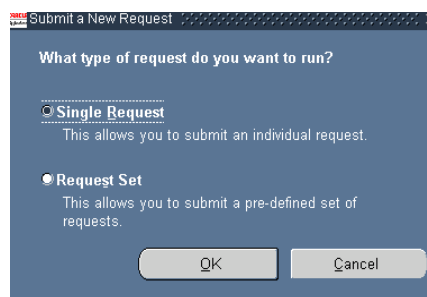 Submit a New Request
What type of request do you want to run?
Single Request
This allows you to submit an individual request.
Request Set
This allows you to submit a pre-defined set of
requests.
OK
Cancel